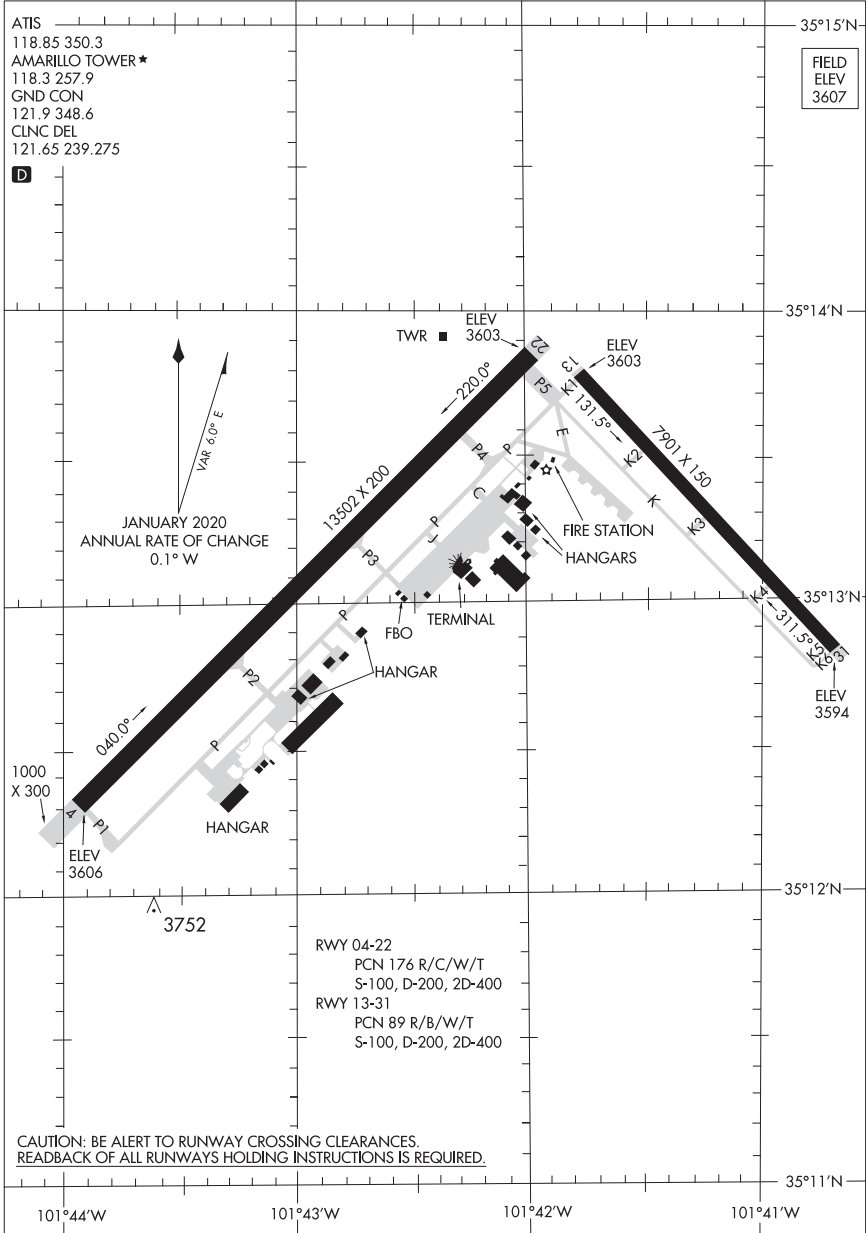 ATIS
118.85 350.3
AMARILLO TOWER★
118.3 257.9
GND CON
121.9 348.6
CLNC DEL
121.65 239.275
D
35°15'N
FIELD
ELEV
3607
35°14'N
TWR
ELEV
3603
22
13
ELEV
3603
220.0°
P5
K1
131.5°
VAR 6.0° E
P4
P
E
K2
7901 X 150
13502 X 200
C
K
JANUARY 2020
ANNUAL RATE OF CHANGE
0.1° W
P
J
FIRE STATION
K3
HANGARS
P3
K4
35°13'N
311.5°
P
FBO
TERMINAL
K5
K6
31
P2
HANGAR
ELEV
3594
040.0°
P
1000
X 300
4
P1
HANGAR
ELEV
3606
35°12'N
3752
RWY 04-22
PCN 176 R/C/W/T
S-100, D-200, 2D-400
RWY 13-31
PCN 89 R/B/W/T
S-100, D-200, 2D-400
CAUTION: BE ALERT TO RUNWAY CROSSING CLEARANCES.
READBACK OF ALL RUNWAYS HOLDING INSTRUCTIONS IS REQUIRED.
35°11'N
101°44'W
101°43'W
101°42'W
101°41'W